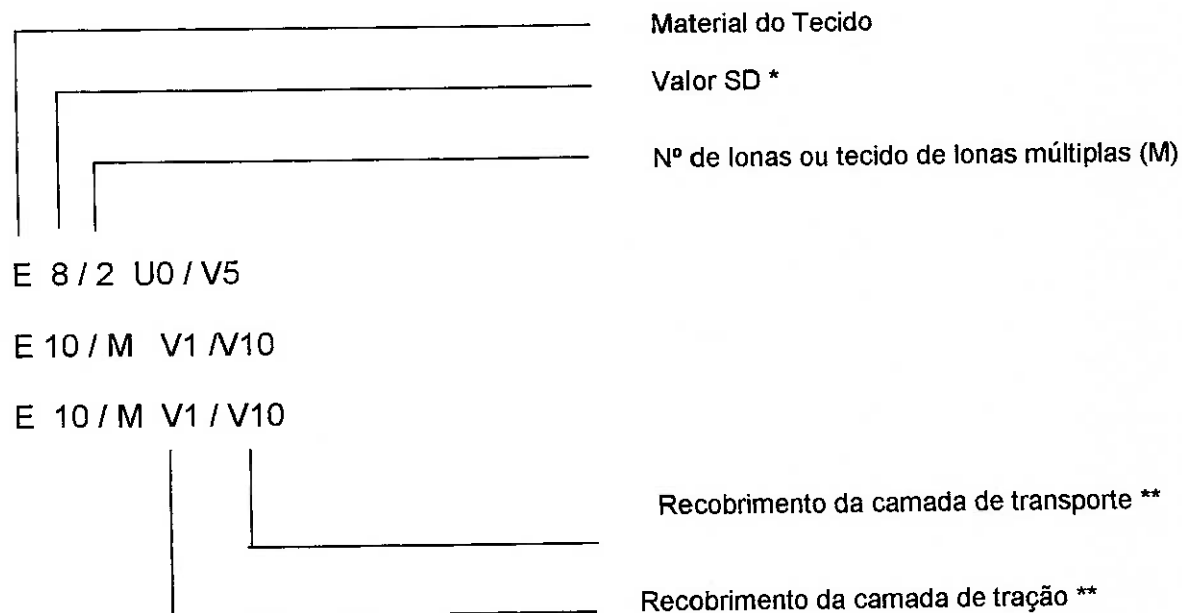 Material do Tecido
Valor SD *
Nº de lonas ou tecido de lonas múltiplas (M)
E 8 / 2 U0 / V5
E 10 / M V1 /V10
E 10 / M V1 / V10
Recobrimento da camada de transporte **
Recobrimento da camada de tração **